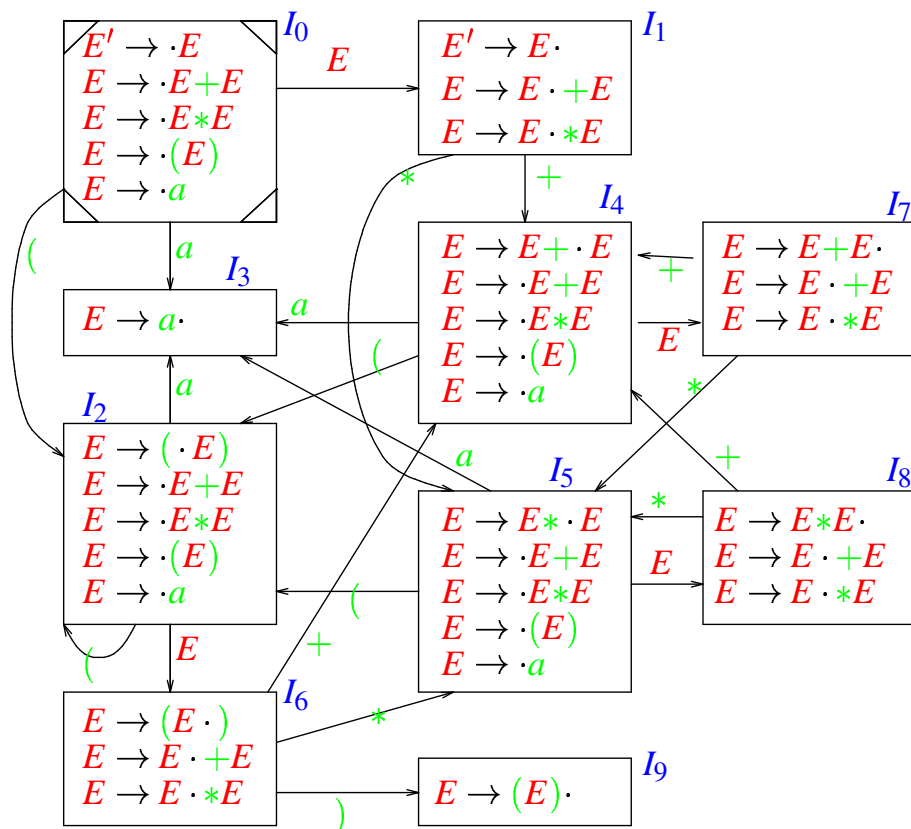 I0
E′ → ·E
E → ·E+E
E → ·E*E
E → ·(E)
E → ·a
E
I1
E′ → E·
E → E· +E
E → E· *E
*
+
(
a
I4
E → E+ · E
E → ·E+E
E → ·E*E
E → ·(E)
E → ·a
I7
E → E+E·
E → E· +E
E → E· *E
+
E
I3
E → a·
a
(
a
*
I2
E → ( · E)
E → ·E+E
E → ·E*E
E → ·(E)
E → ·a
a
+
I5
E → E* · E
E → ·E+E
E → ·E*E
E → ·(E)
E → ·a
*
E
I8
E → E*E·
E → E· +E
E → E· *E
(
E
(
+
I6
E → (E · )
E → E· +E
E → E· *E
*
)
I9
E → (E)·